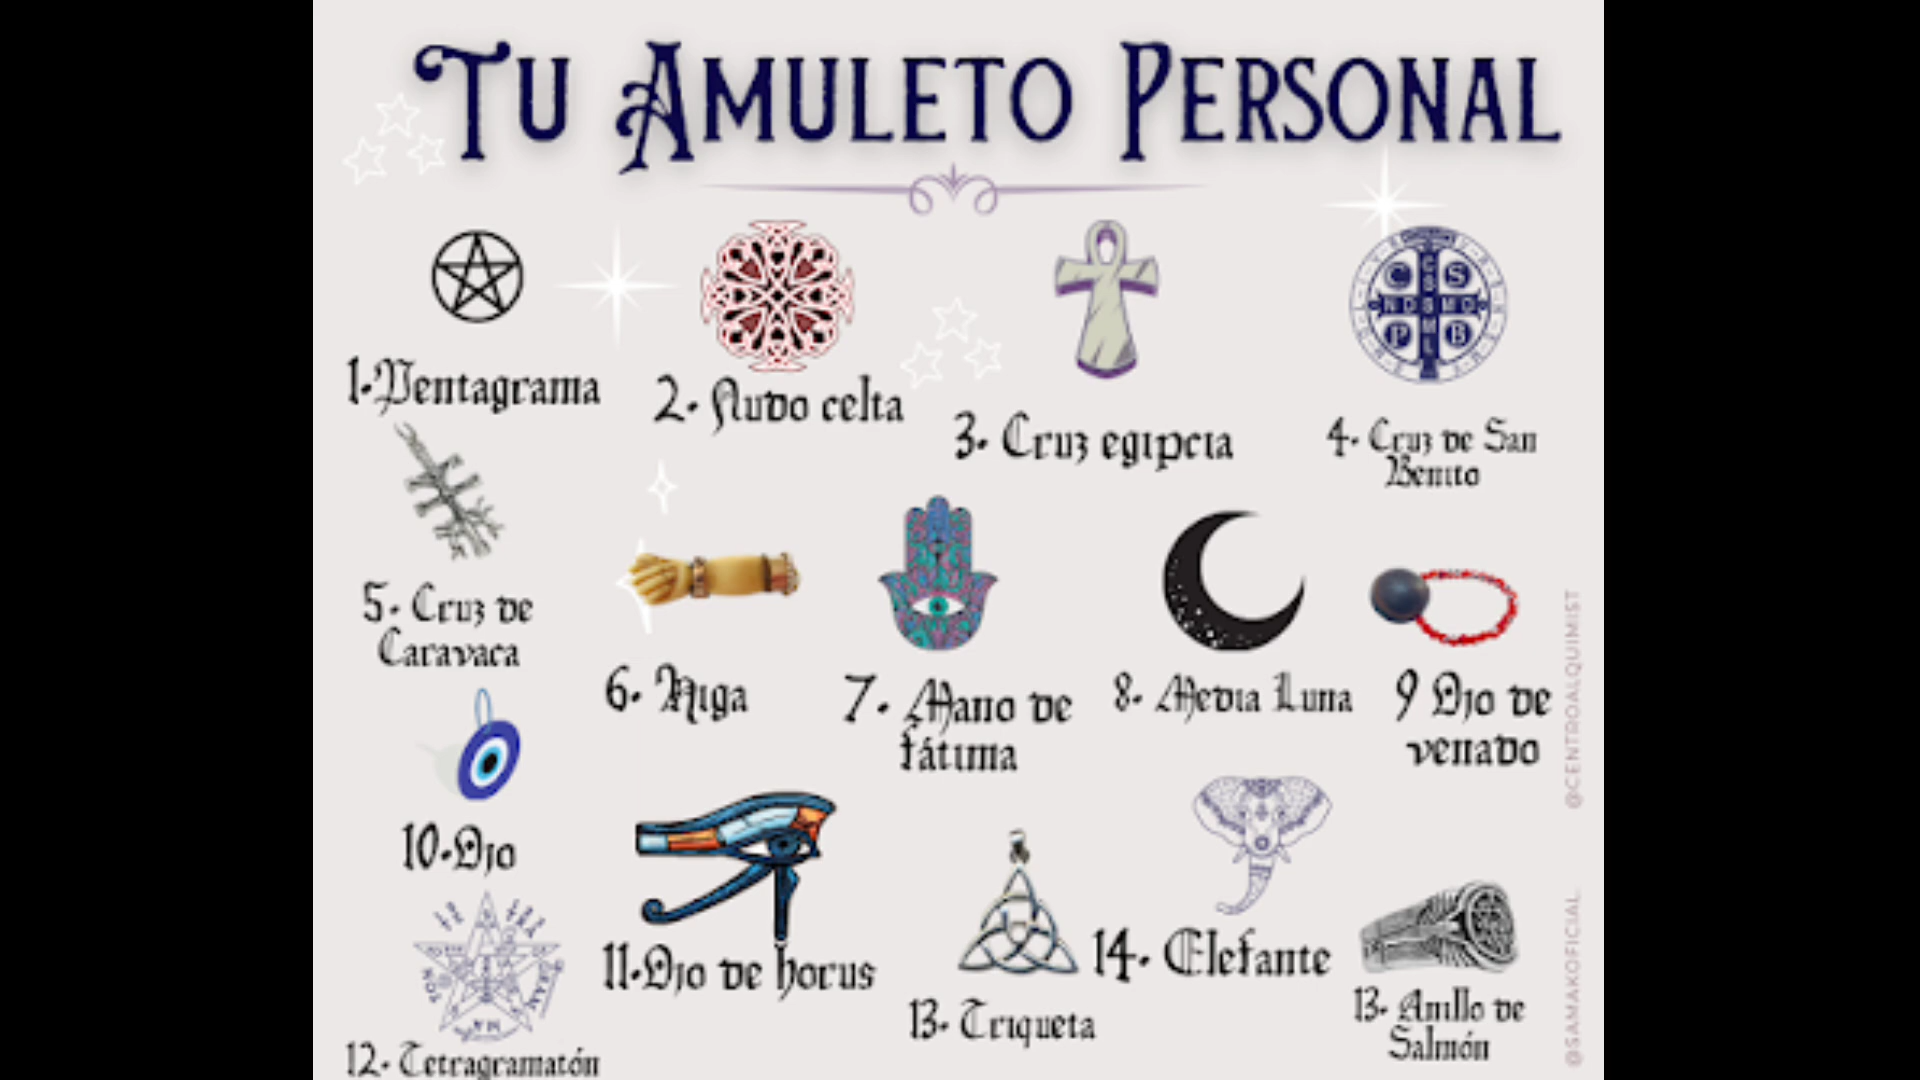 Tu Amuleto Personal
1-Pentagrama
2- Nudo celta
3- Cruz egipcia
4- Cruz de San
Benito
5- Cruz de
Caravaca
6- Higa
7- Mano de
fátima
8- Media Luna
9 Ojo de
venado
10-Ojo
11-Ojo de horus
12- Tetragramatón
13- Triqueta
14- Elefante
13- Anillo de
Salmón
C S
P B
@CENTROALQUIMIST
@SAMAKOFICIAL